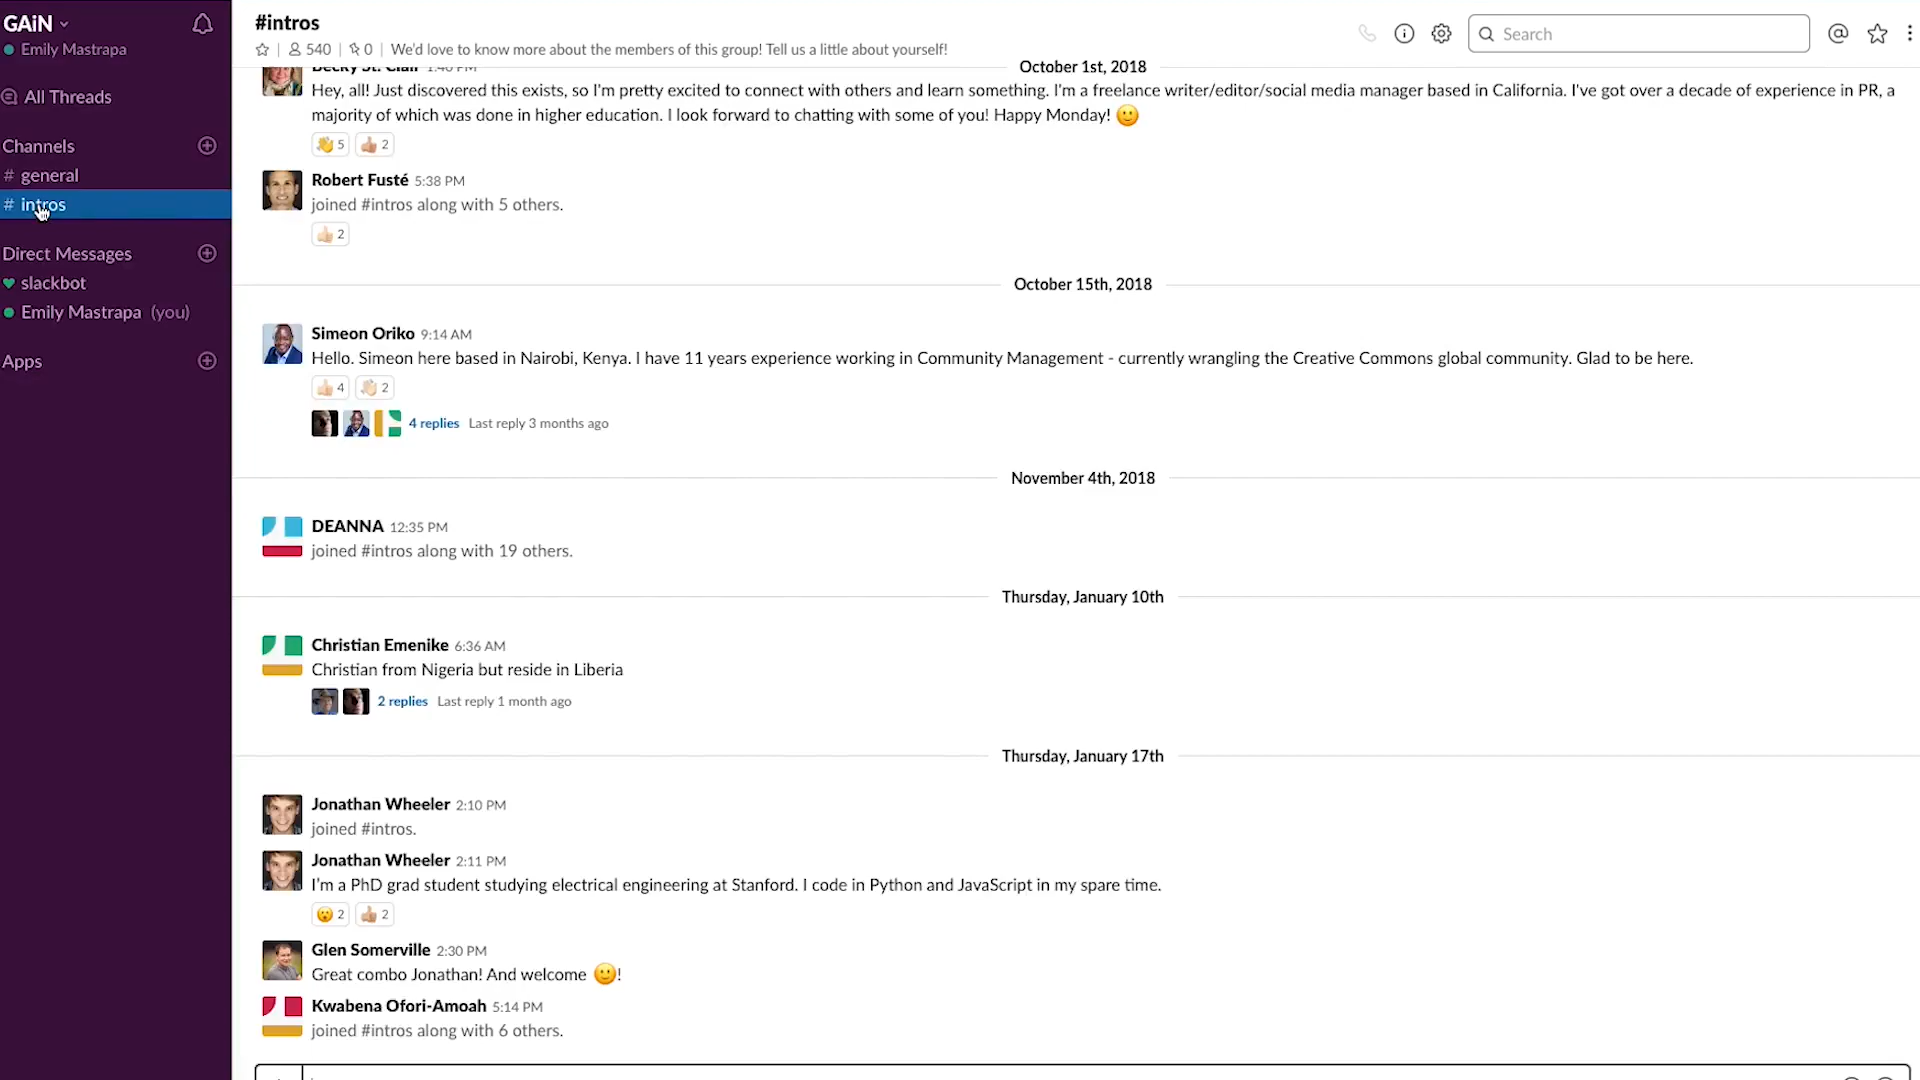 GAiN
Emily Mastrapa
All Threads
Channels
# general
# intros
Direct Messages
slackbot
Emily Mastrapa (you)
Apps
#intros
540 | 0 | We'd love to know more about the members of this group! Tell us a little about yourself!
Search
October 1st, 2018
Becky St. Clair 1:40 PM
Hey, all! Just discovered this exists, so I'm pretty excited to connect with others and learn something. I'm a freelance writer/editor/social media manager based in California. I've got over a decade of experience in PR, a
majority of which was done in higher education. I look forward to chatting with some of you! Happy Monday! 🙂
5 2
Robert Fusté 5:38 PM
joined #intros along with 5 others.
2
October 15th, 2018
Simeon Oriko 9:14 AM
Hello. Simeon here based in Nairobi, Kenya. I have 11 years experience working in Community Management - currently wrangling the Creative Commons global community. Glad to be here.
4 2
4 replies Last reply 3 months ago
November 4th, 2018
DEANNA 12:35 PM
joined #intros along with 19 others.
Thursday, January 10th
Christian Emenike 6:36 AM
Christian from Nigeria but reside in Liberia
2 replies Last reply 1 month ago
Thursday, January 17th
Jonathan Wheeler 2:10 PM
joined #intros.
Jonathan Wheeler 2:11 PM
I'm a PhD grad student studying electrical engineering at Stanford. I code in Python and JavaScript in my spare time.
2 2
Glen Somerville 2:30 PM
Great combo Jonathan! And welcome 🙂!
Kwabena Ofori-Amoah 5:14 PM
joined #intros along with 6 others.